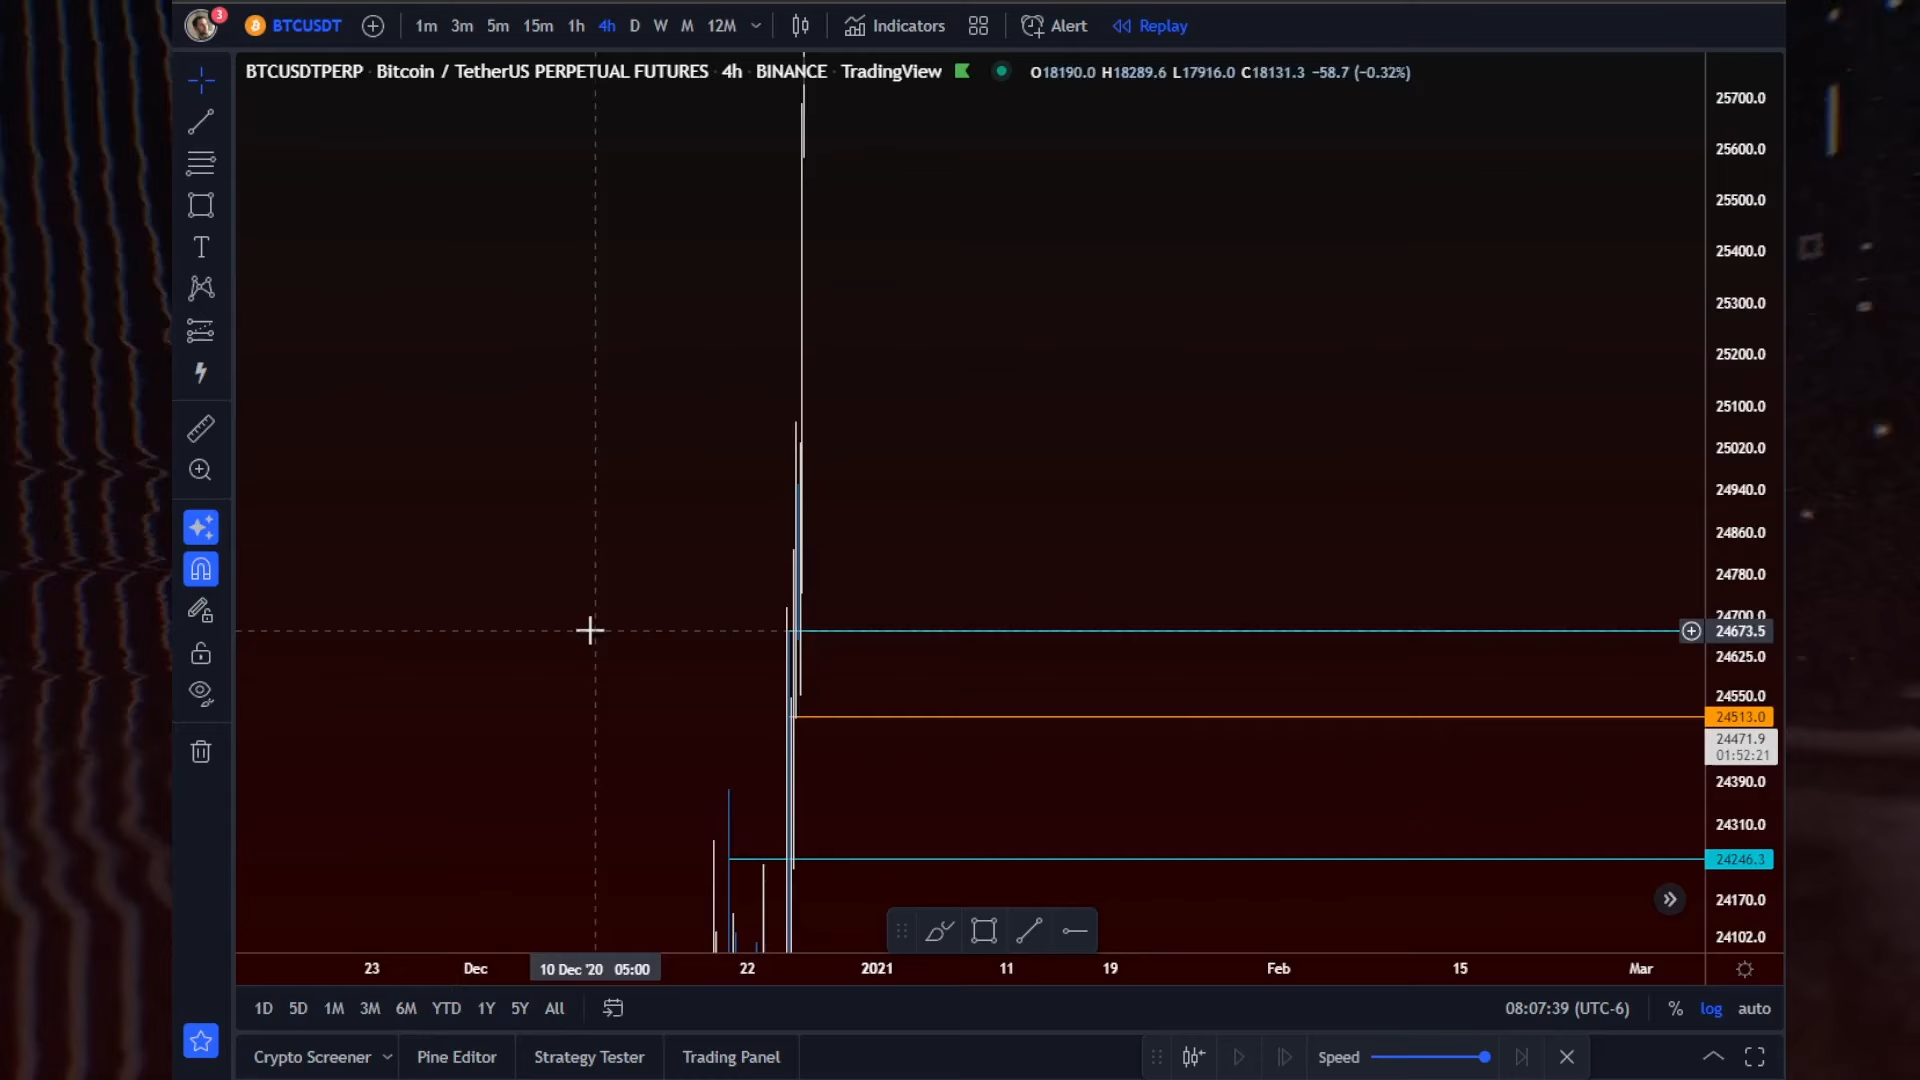 3
BTCUSDT
1m 3m 5m 15m 1h 4h D W M 12M
Indicators
Alert
Replay
BTCUSDTPERP · Bitcoin / TetherUS PERPETUAL FUTURES · 4h · BINANCE · TradingView
O18190.0 H18289.6 L17916.0 C18131.3 −58.7 (−0.32%)
25700.0
25600.0
25500.0
25400.0
25300.0
25200.0
25100.0
25020.0
24940.0
24860.0
24780.0
24700.0
24673.5
24625.0
24550.0
24513.0
24471.9
01:52:21
24390.0
24310.0
24246.3
24170.0
24102.0
23 Dec 10 Dec '20 05:00 22 2021 11 19 Feb 15 Mar
1D 5D 1M 3M 6M YTD 1Y 5Y All
08:07:39 (UTC-6) % log auto
Crypto Screener Pine Editor Strategy Tester Trading Panel
Speed